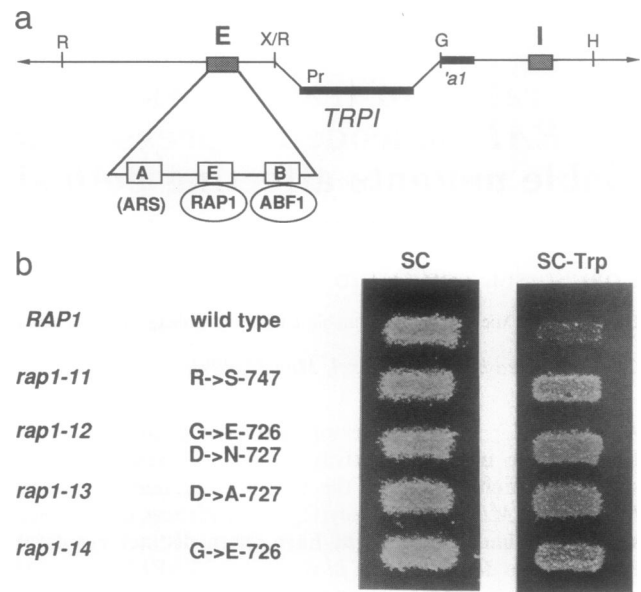 a
R E X/R G I H
Pr 'a1
TRPI
A E B
(ARS) RAP1 ABF1
b SC SC-Trp
RAP1 wild type
rap1-11 R->S-747
rap1-12 G->E-726
D->N-727
rap1-13 D->A-727
rap1-14 G->E-726